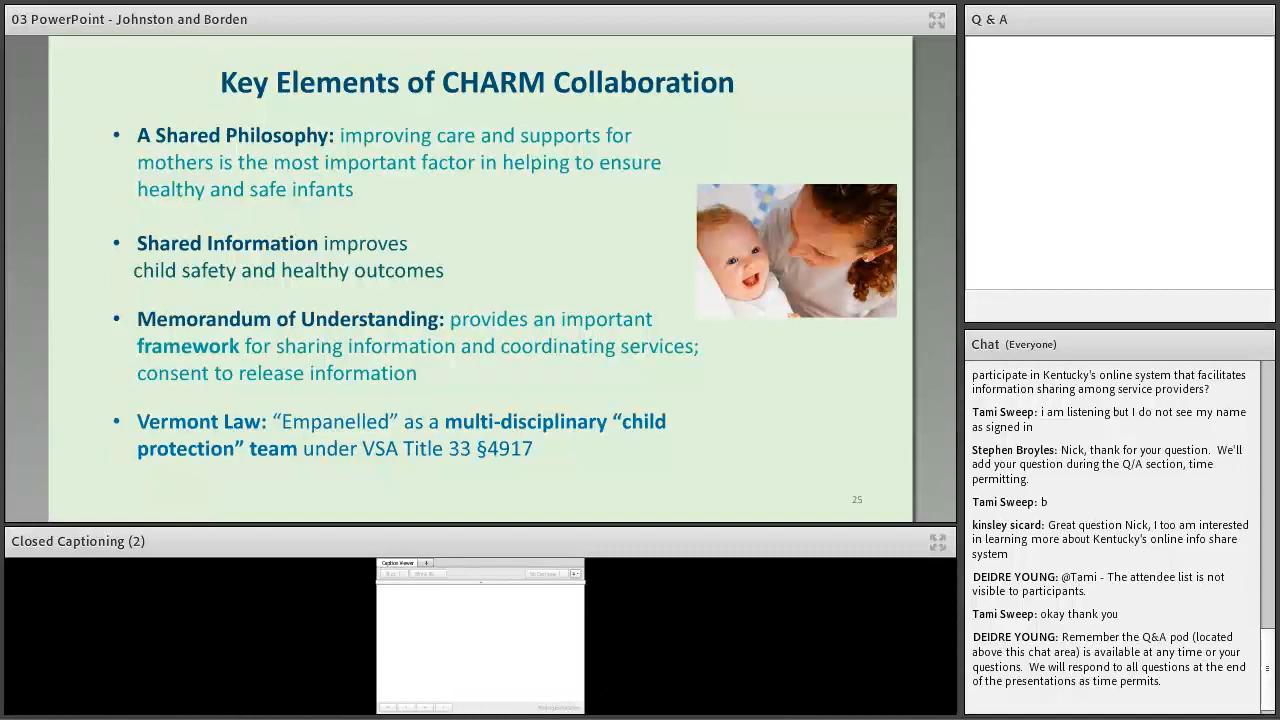 03 PowerPoint - Johnston and Borden
Key Elements of CHARM Collaboration
• A Shared Philosophy: improving care and supports for
mothers is the most important factor in helping to ensure
healthy and safe infants
• Shared Information improves
child safety and healthy outcomes
• Memorandum of Understanding: provides an important
framework for sharing information and coordinating services;
consent to release information
• Vermont Law: “Empanelled” as a multi-disciplinary “child
protection” team under VSA Title 33 §4917
25
Closed Captioning (2)
Caption Viewer
Q & A
Chat (Everyone)
participate in Kentucky's online system that facilitates
information sharing among service providers?
Tami Sweep: i am listening but I do not see my name
as signed in
Stephen Broyles: Nick, thank for your question. We'll
add your question during the Q/A section, time
permitting.
Tami Sweep: b
kinsley sicard: Great question Nick, I too am interested
in learning more about Kentucky's online info share
system
DEIDRE YOUNG: @Tami - The attendee list is not
visible to participants.
Tami Sweep: okay thank you
DEIDRE YOUNG: Remember the Q&A pod (located
above this chat area) is available at any time or your
questions. We will respond to all questions at the end
of the presentations as time permits.